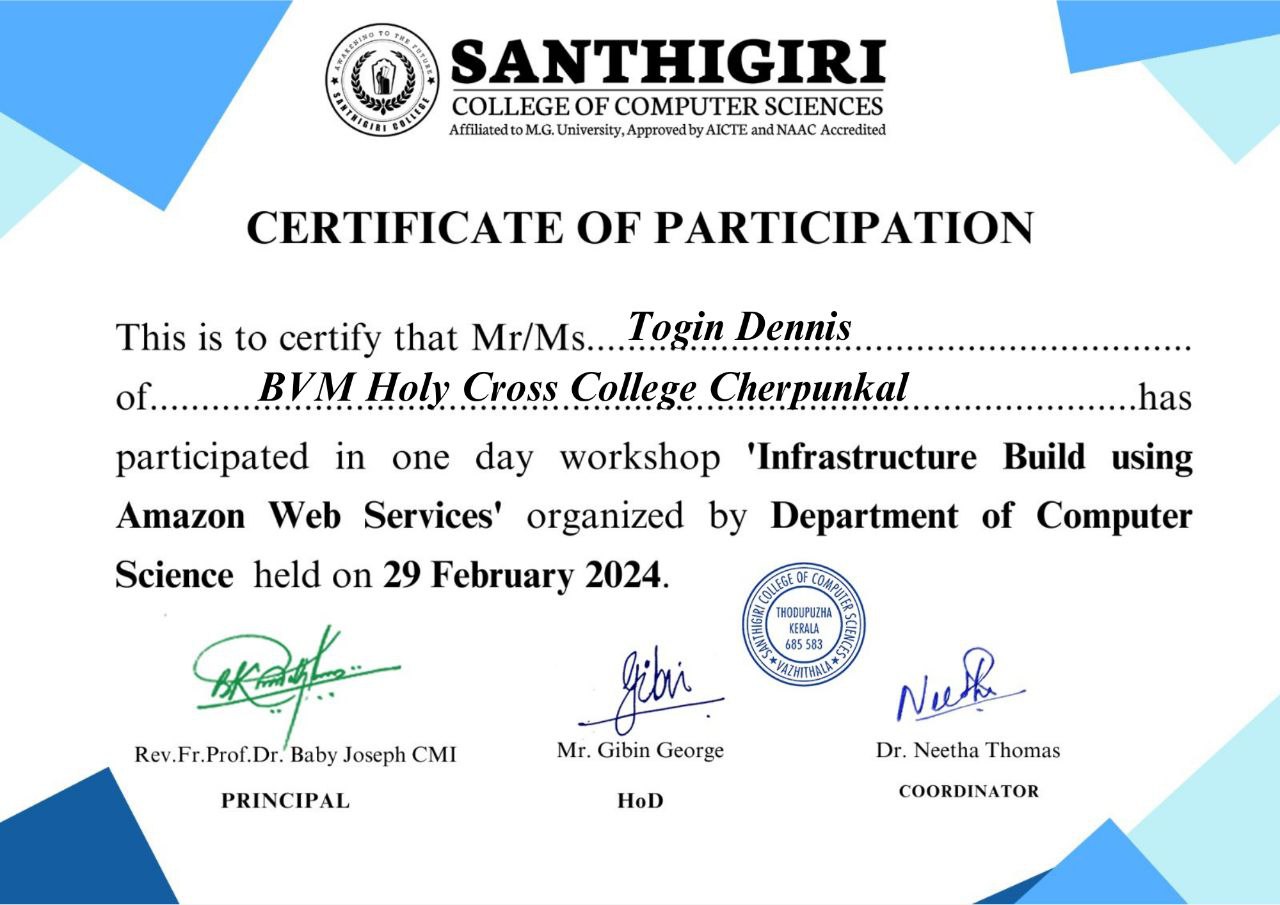 AWAKENING TO THE FUTURE
SANTHIGIRI COLLEGE
SANTHIGIRI
COLLEGE OF COMPUTER SCIENCES
Affiliated to M.G. University, Approved by AICTE and NAAC Accredited
CERTIFICATE OF PARTICIPATION
This is to certify that Mr/Ms.... Togin Dennis
of.......... BVM Holy Cross College Cherpunkal ..........has
participated in one day workshop 'Infrastructure Build using
Amazon Web Services' organized by Department of Computer
Science held on 29 February 2024.
SANTHIGIRI COLLEGE OF COMPUTER SCIENCES
THODUPUZHA
KERALA
685 583
★ VAZHITHALA ★
Gibin
Neetha
Rev.Fr.Prof.Dr. Baby Joseph CMI
Mr. Gibin George
Dr. Neetha Thomas
PRINCIPAL
HoD
COORDINATOR